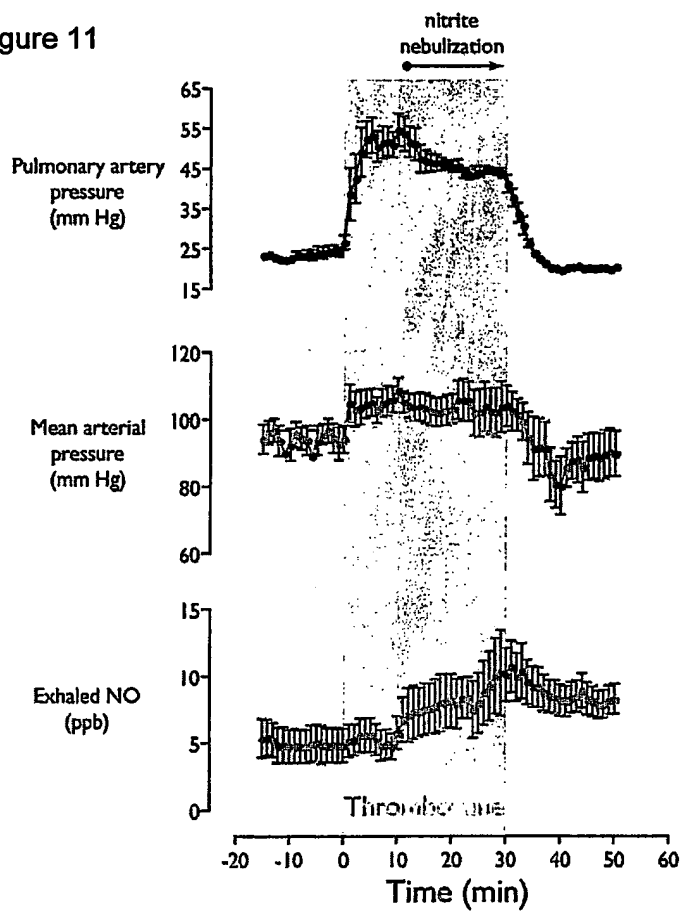 gure 11
nitrite
nebulization
65
55
45
35
25
15
Pulmonary artery
pressure
(mm Hg)
120
100
80
60
Mean arterial
pressure
(mm Hg)
15
10
5
0
Exhaled NO
(ppb)
-20 -10 0 10 20 30 40 50 60
Time (min)